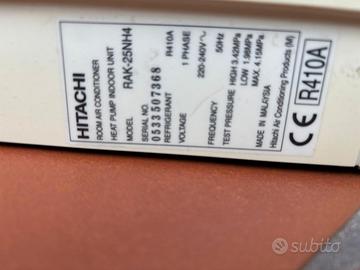 HITACHI
ROOM AIR CONDITIONER
HEAT PUMP INDOOR UNIT
MODEL RAK-25NH4
SERIAL NO. 0533507368
REFRIGERANT R410A
VOLTAGE 1 PHASE 220-240V~
FREQUENCY 50Hz
TEST PRESSURE HIGH 3.42MPa
LOW 1.96MPa
MAX. 4.15MPa
MADE IN MALAYSIA
Hitachi Air Conditioning Products (M)
CE R410A
subito